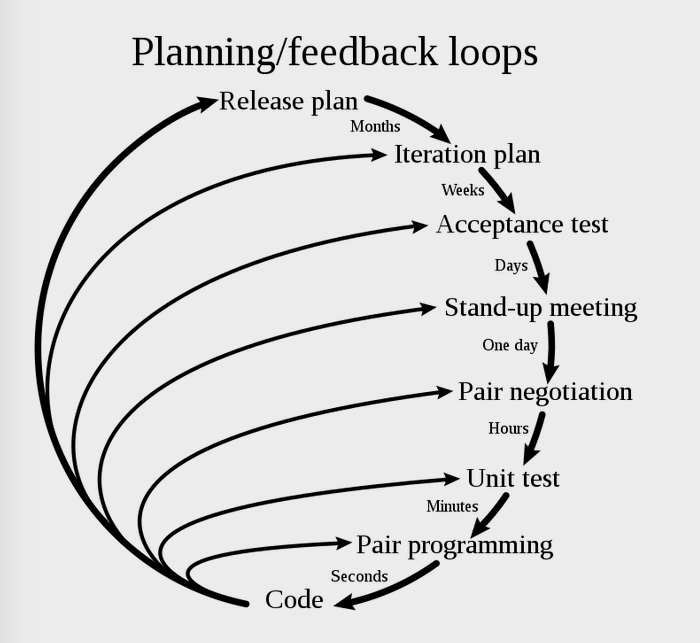 Planning/feedback loops
Release plan
Months
Iteration plan
Weeks
Acceptance test
Days
Stand-up meeting
One day
Pair negotiation
Hours
Unit test
Minutes
Pair programming
Seconds
Code